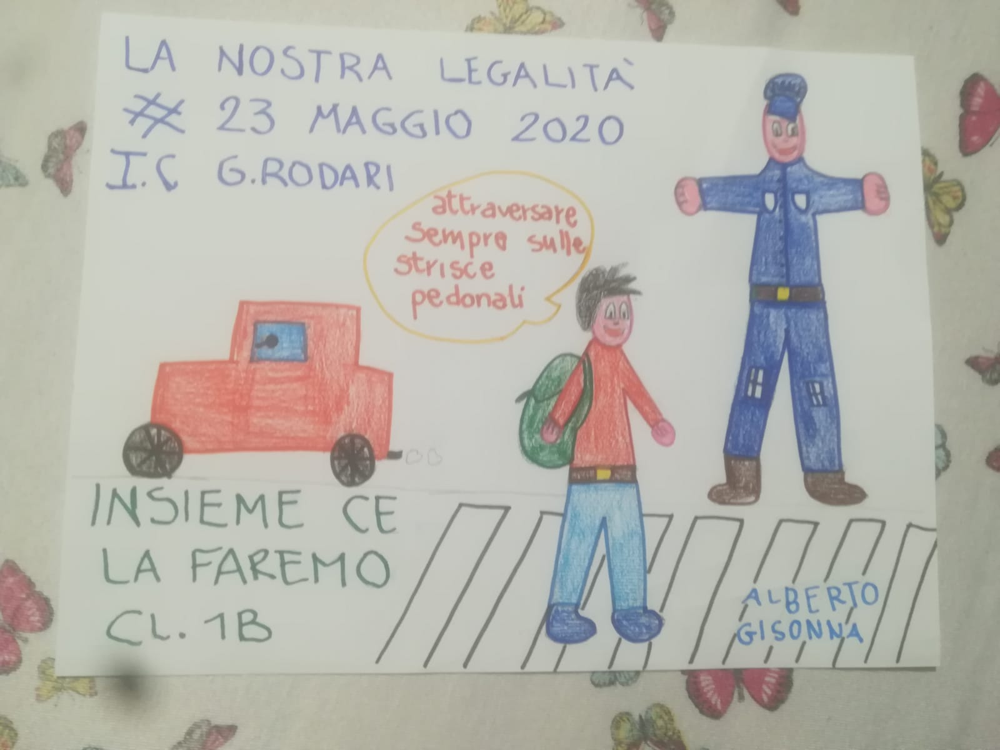 LA NOSTRA LEGALITÀ
# 23 MAGGIO 2020
I.C G.RODARI
attraversare
sempre sulle
strisce
pedonali
INSIEME CE
LA FAREMO
CL. 1B
ALBERTO
GISONNA